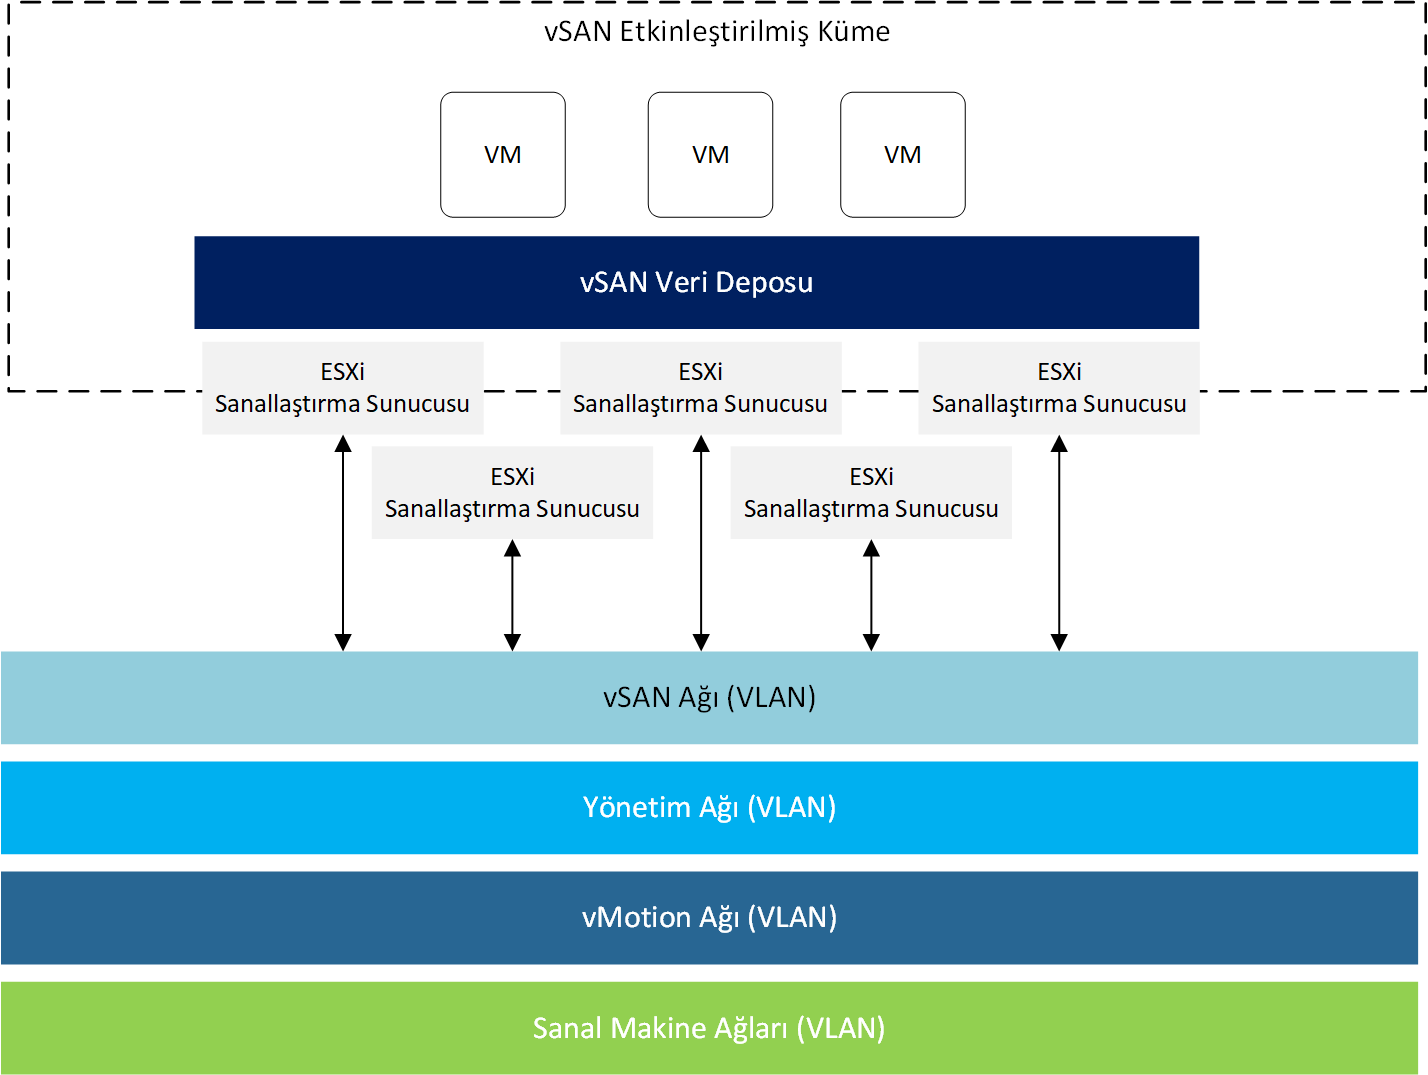 vSAN Etkinleştirilmiş Küme
VM
VM
VM
vSAN Veri Deposu
ESXi
Sanallaştırma Sunucusu
ESXi
Sanallaştırma Sunucusu
ESXi
Sanallaştırma Sunucusu
ESXi
Sanallaştırma Sunucusu
ESXi
Sanallaştırma Sunucusu
vSAN Ağı (VLAN)
Yönetim Ağı (VLAN)
vMotion Ağı (VLAN)
Sanal Makine Ağları (VLAN)